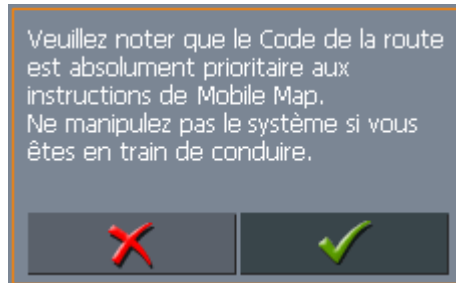 Veuillez noter que le Code de la route
est absolument prioritaire aux
instructions de Mobile Map.
Ne manipulez pas le système si vous
êtes en train de conduire.